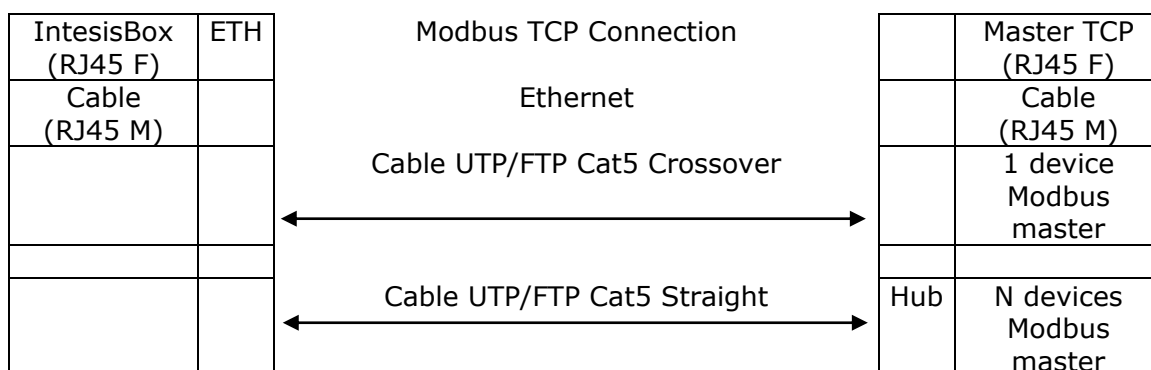 IntesisBox ETH Modbus TCP Connection Master TCP
(RJ45 F) (RJ45 F)
Cable Ethernet Cable
(RJ45 M) (RJ45 M)
Cable UTP/FTP Cat5 Crossover 1 device
Modbus
master
Cable UTP/FTP Cat5 Straight Hub N devices
Modbus
master